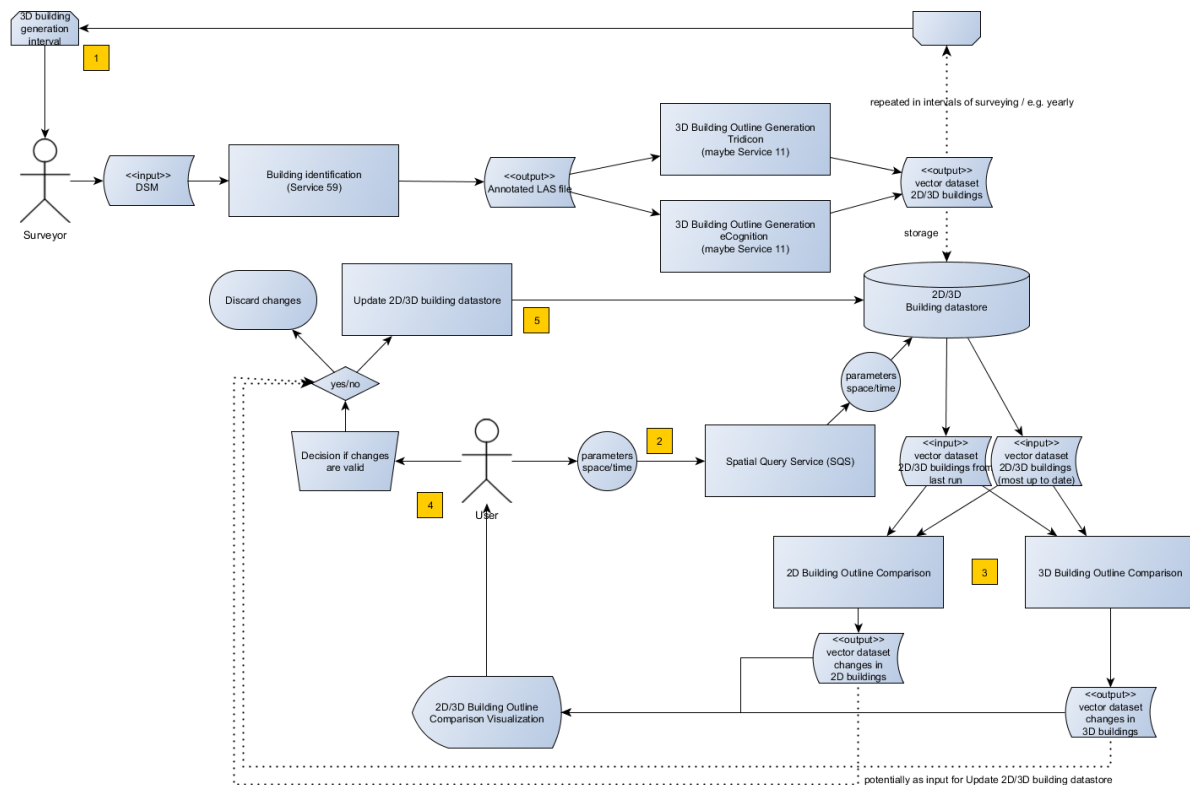 3D building
generation
interval
1
repeated in intervals of surveying / e.g. yearly
3D Building Outline Generation
Tridicon
(maybe Service 11)
<<input>>
DSM
Building identification
(Service 59)
<<output>>
Annotated LAS file
<<output>>
vector dataset
2D/3D buildings
3D Building Outline Generation
eCognition
(maybe Service 11)
Surveyor
storage
Discard changes
Update 2D/3D building datastore
5
2D/3D
Building datastore
yes/no
parameters
space/time
Decision if changes
are valid
parameters
space/time
2
Spatial Query Service (SQS)
<<input>>
vector dataset
2D/3D buildings from
last run
<<input>>
vector dataset
2D/3D buildings
(most up to date)
4
User
2D Building Outline Comparison
3
3D Building Outline Comparison
<<output>>
vector dataset
changes in
2D buildings
2D/3D Building Outline
Comparison Visualization
<<output>>
vector dataset
changes in
3D buildings
potentially as input for Update 2D/3D building datastore